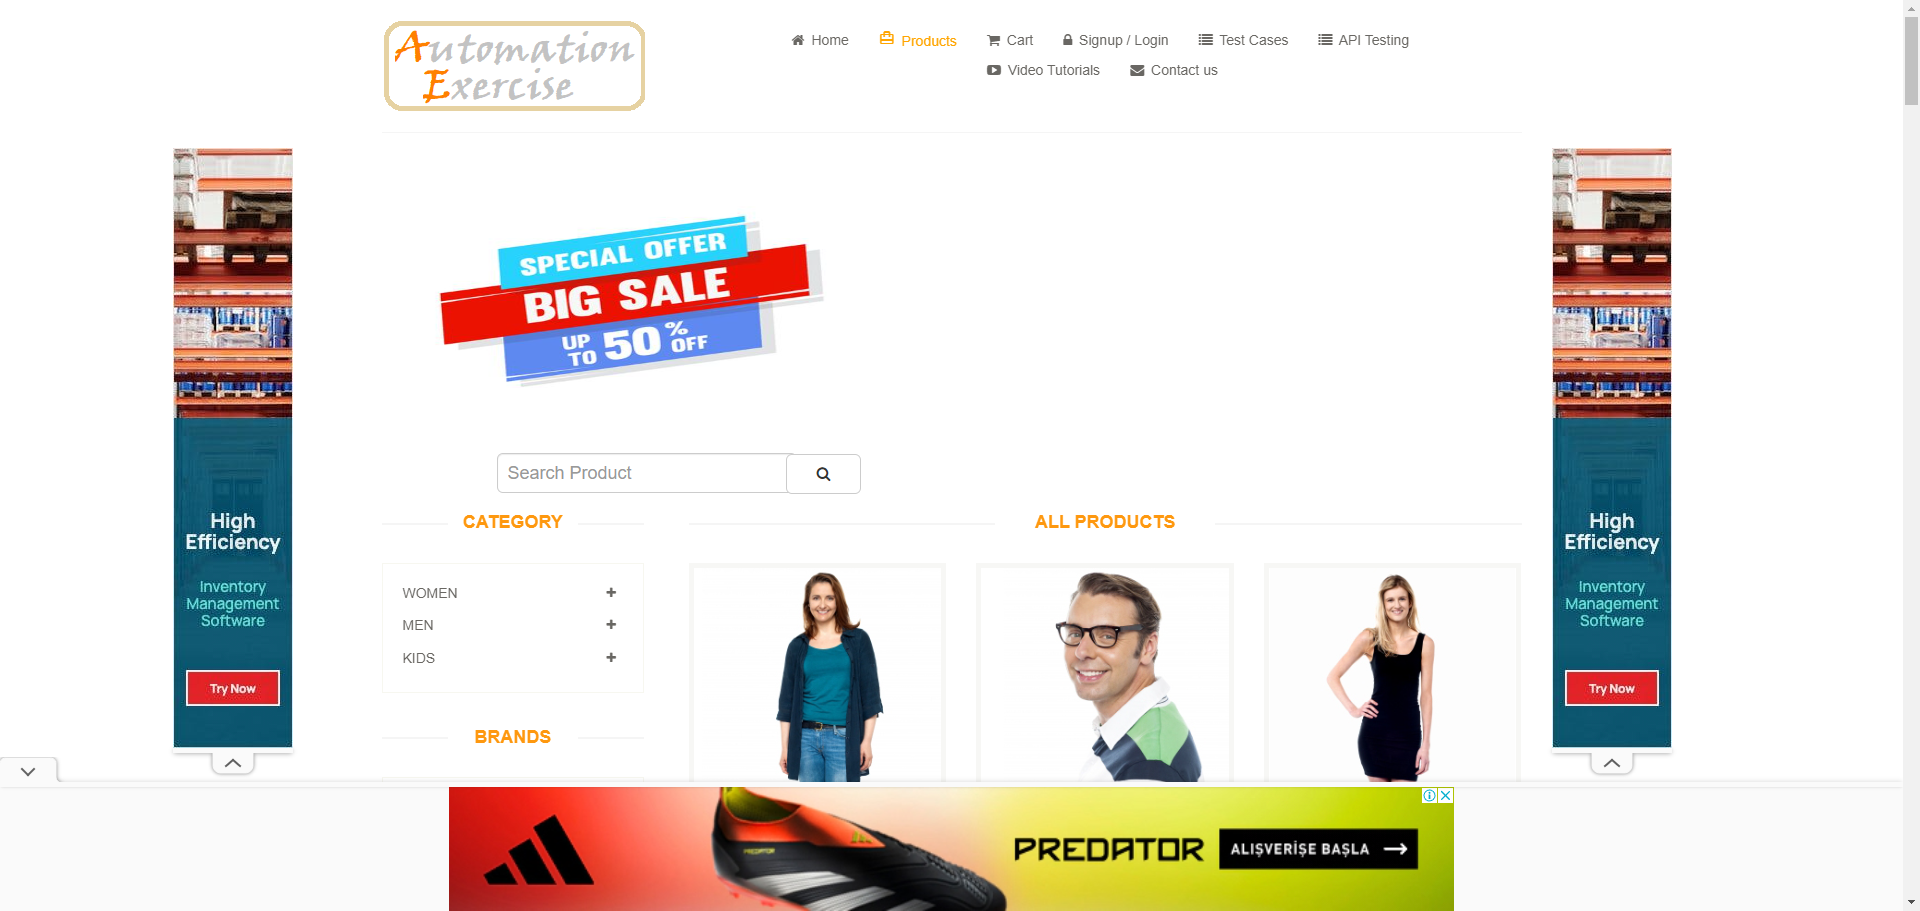 Automation
Exercise
Home
Products
Cart
Signup / Login
Test Cases
API Testing
Video Tutorials
Contact us
SPECIAL OFFER
BIG SALE
UP TO 50% OFF
Search Product
CATEGORY
ALL PRODUCTS
WOMEN
MEN
KIDS
BRANDS
High
Efficiency
Inventory
Management
Software
Try Now
High
Efficiency
Inventory
Management
Software
Try Now
PREDATOR
PREDATOR
ALIŞVERİŞE BAŞLA